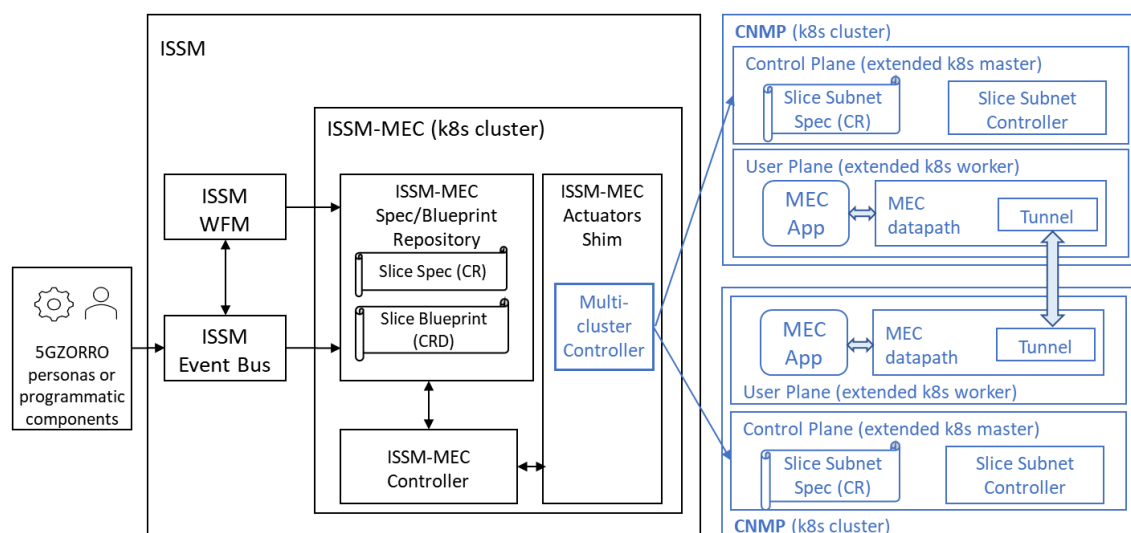 ISSM
ISSM-MEC (k8s cluster)
ISSM
WFM
ISSM
Event Bus
5GZORRO
personas or
programmatic
components
ISSM-MEC
Spec/Blueprint
Repository
Slice Spec (CR)
Slice Blueprint
(CRD)
ISSM-MEC
Controller
ISSM-MEC
Actuators
Shim
Multi-
cluster
Controller
CNMP (k8s cluster)
Control Plane (extended k8s master)
Slice Subnet
Spec (CR)
Slice Subnet
Controller
User Plane (extended k8s worker)
MEC
App
MEC
datapath
Tunnel
MEC
App
MEC
datapath
Tunnel
User Plane (extended k8s worker)
Control Plane (extended k8s master)
Slice Subnet
Spec (CR)
Slice Subnet
Controller
CNMP (k8s cluster)